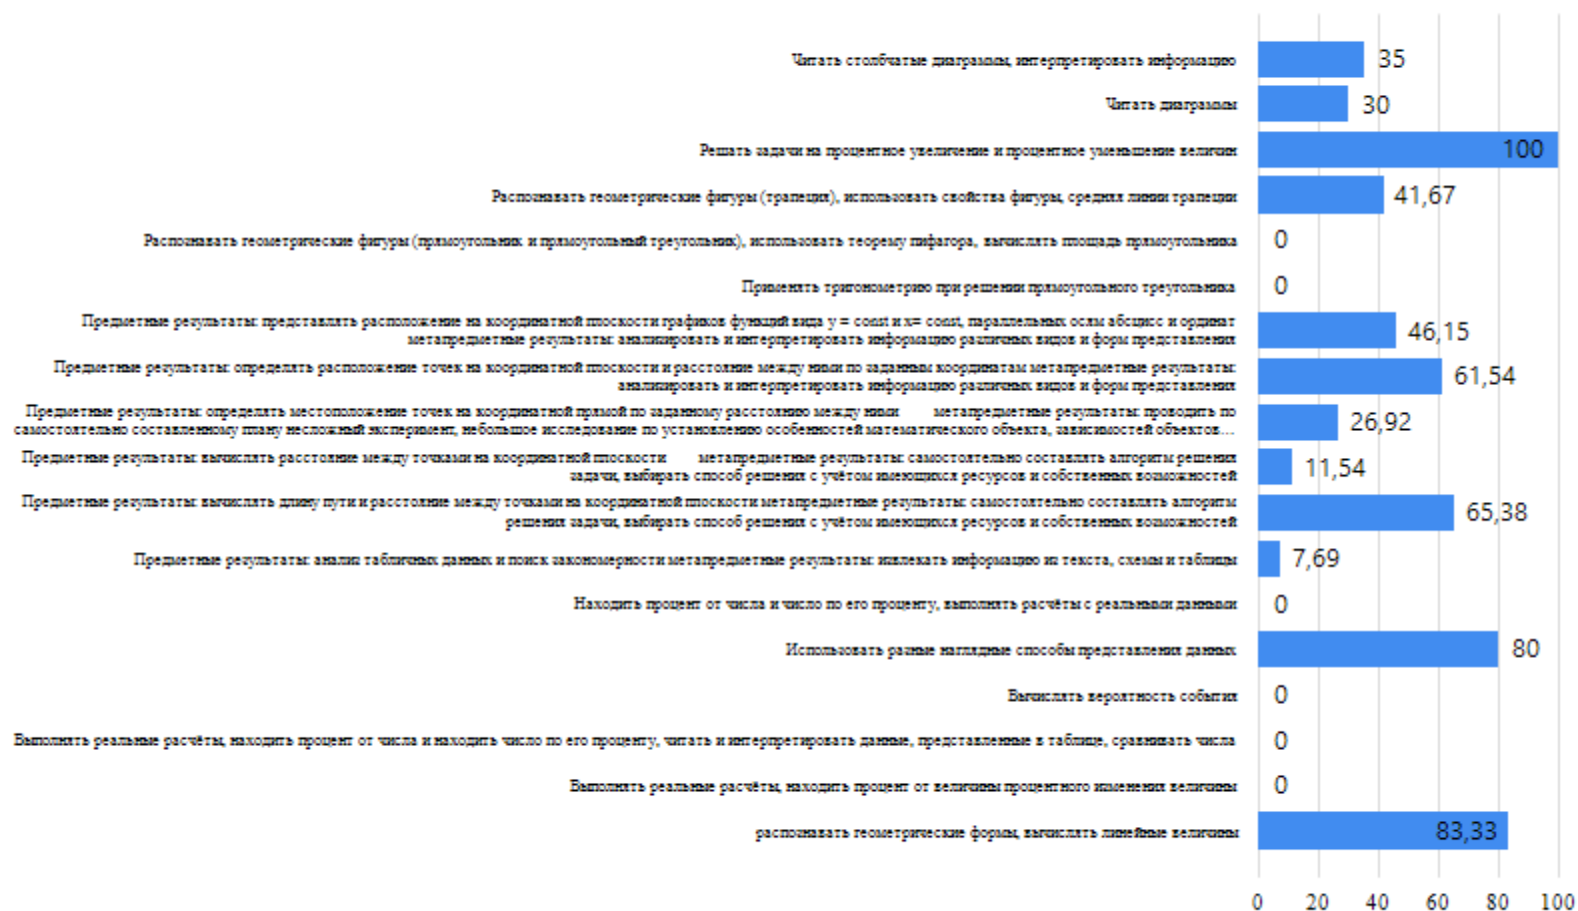 Читать столбчатые диаграммы, интерпретировать информацию 35
Читать диаграммы 30
Решать задачи на процентное увеличение и процентное уменьшение величин 100
Распознавать геометрические фигуры (трапеция), использовать свойства фигуры, средняя линии трапеции 41,67
Распознавать геометрические фигуры (прямоугольник и прямоугольный треугольник), использовать теорему пифагора, вычислять площадь прямоугольника 0
Применять тригонометрию при решении прямоугольного треугольника 0
Предметные результаты: представлять расположение на координатной плоскости графиков функций вида y = const и x= const, параллельных осям абсцисс и ординат
метапредметные результаты: анализировать и интерпретировать информацию различных видов и форм представления 46,15
Предметные результаты: определять расположение точек на координатной плоскости и расстояние между ними по заданным координатам метапредметные результаты:
анализировать и интерпретировать информацию различных видов и форм представления 61,54
Предметные результаты: определять местоположение точек на координатной прямой по заданному расстоянию между ними метапредметные результаты: проводить по
самостоятельно составленному плану несложный эксперимент, небольшое исследование по установлению особенностей математического объекта, зависимостей объектов... 26,92
Предметные результаты: вычислять расстояние между точками на координатной плоскости метапредметные результаты: самостоятельно составлять алгоритм решения
задачи, выбирать способ решения с учётом имеющихся ресурсов и собственных возможностей 11,54
Предметные результаты: вычислять длину пути и расстояние между точками на координатной плоскости метапредметные результаты: самостоятельно составлять алгоритм
решения задачи, выбирать способ решения с учётом имеющихся ресурсов и собственных возможностей 65,38
Предметные результаты: анализ табличных данных и поиск закономерности метапредметные результаты: извлекать информацию из текста, схемы и таблицы 7,69
Находить процент от числа и число по его проценту, выполнять расчёты с реальными данными 0
Использовать разные наглядные способы представления данных 80
Вычислять вероятность события 0
Выполнять реальные расчёты, находить процент от числа и находить число по его проценту, читать и интерпретировать данные, представленные в таблице, сравнивать числа 0
Выполнять реальные расчёты, находить процент от величины процентного изменения величины 0
распознавать геометрические формы, вычислять линейные величины 83,33
0 20 40 60 80 100